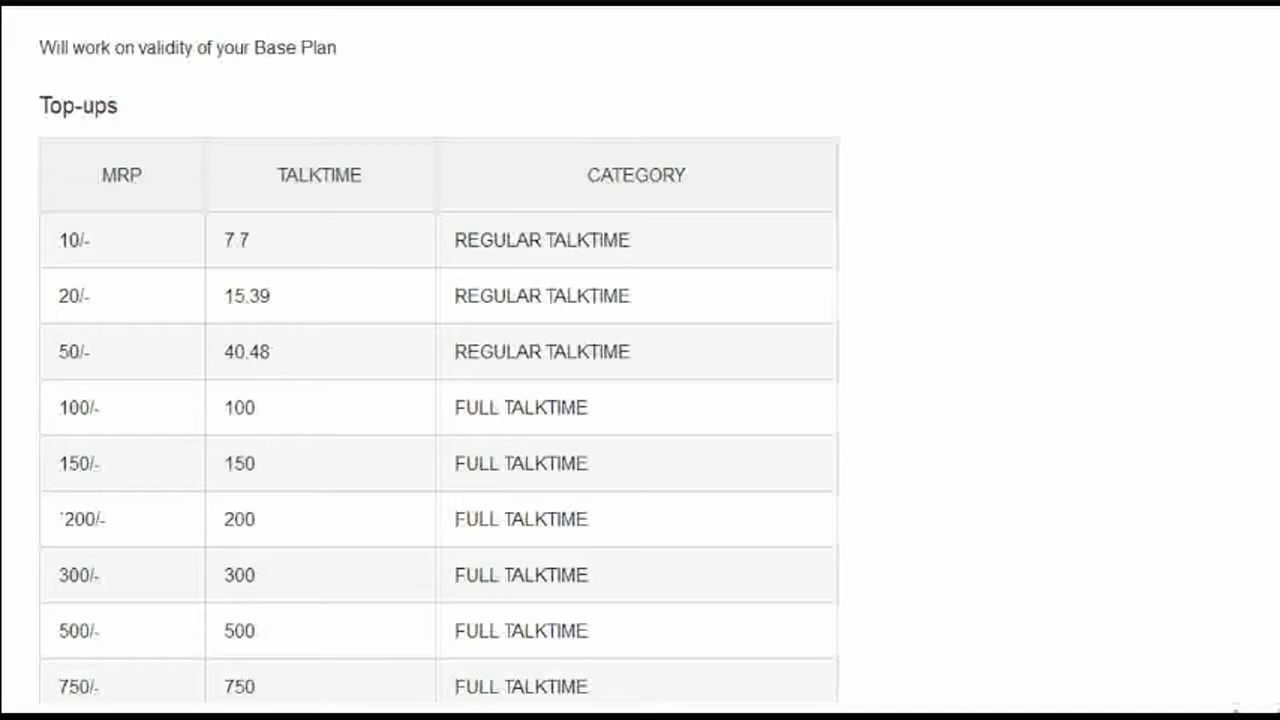 Will work on validity of your Base Plan
Top-ups
MRP TALKTIME CATEGORY
10/- 7.7 REGULAR TALKTIME
20/- 15.39 REGULAR TALKTIME
50/- 40.48 REGULAR TALKTIME
100/- 100 FULL TALKTIME
150/- 150 FULL TALKTIME
`200/- 200 FULL TALKTIME
300/- 300 FULL TALKTIME
500/- 500 FULL TALKTIME
750/- 750 FULL TALKTIME